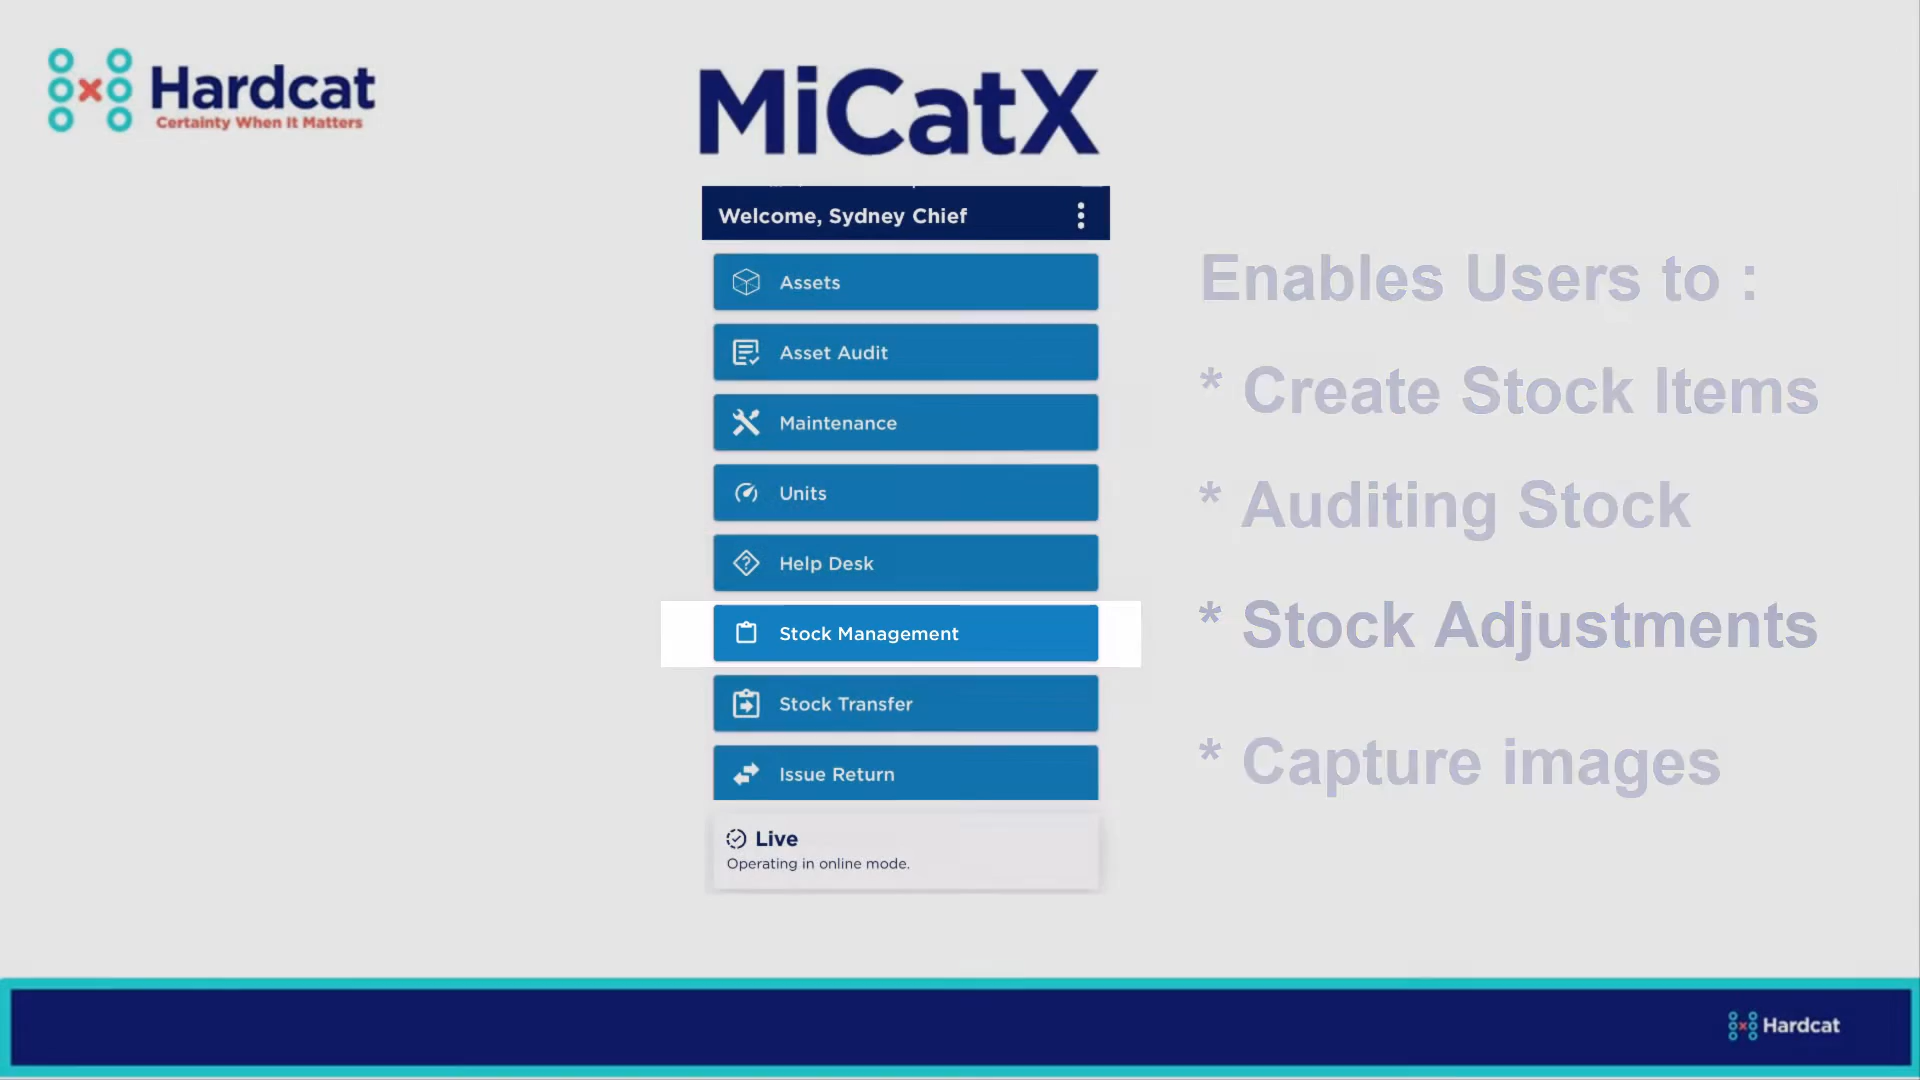 Hardcat
Certainty When It Matters
MiCatX
Welcome, Sydney Chief
Assets
Asset Audit
Maintenance
Units
Help Desk
Stock Management
Stock Transfer
Issue Return
Live
Operating in online mode.
Enables Users to :
* Create Stock Items
* Auditing Stock
* Stock Adjustments
* Capture images
Hardcat